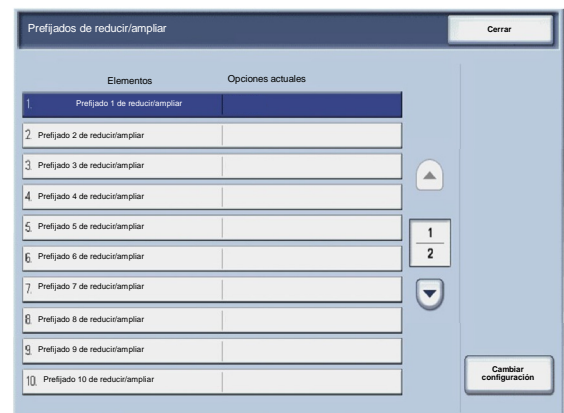 Prefijados de reducir/ampliar
Cerrar
Elementos Opciones actuales
1. Prefijado 1 de reducir/ampliar
2. Prefijado 2 de reducir/ampliar
3. Prefijado 3 de reducir/ampliar
4. Prefijado 4 de reducir/ampliar
5. Prefijado 5 de reducir/ampliar
6. Prefijado 6 de reducir/ampliar
7. Prefijado 7 de reducir/ampliar
8. Prefijado 8 de reducir/ampliar
9. Prefijado 9 de reducir/ampliar
10. Prefijado 10 de reducir/ampliar
1
2
Cambiar
configuración